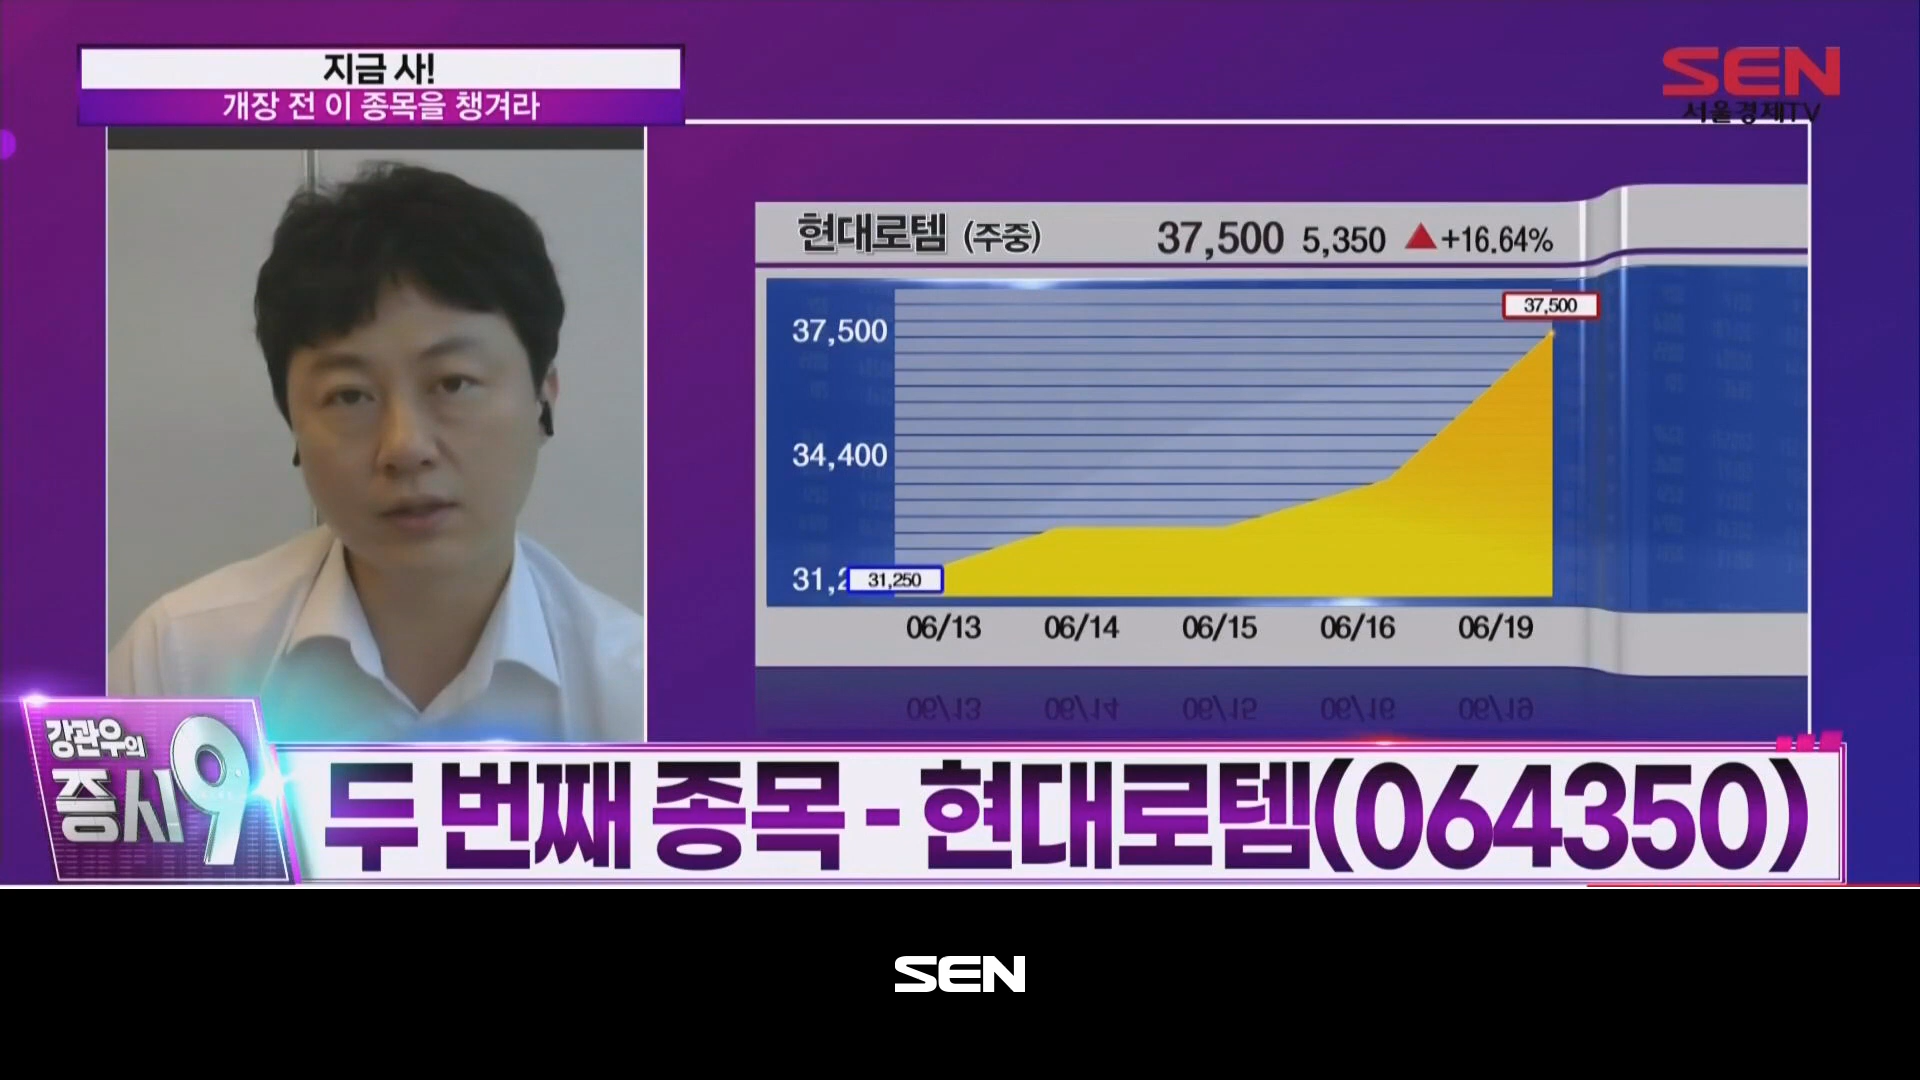 지금 사!
개장 전 이 종목을 챙겨라
SEN
서울경제TV
현대로템 (주중) 37,500 5,350 ▲+16.64%
37,500
37,500
34,400
31,250
06/13 06/14 06/15 06/16 06/19
강관우의
증시9
두 번째 종목 - 현대로템(064350)
SEN